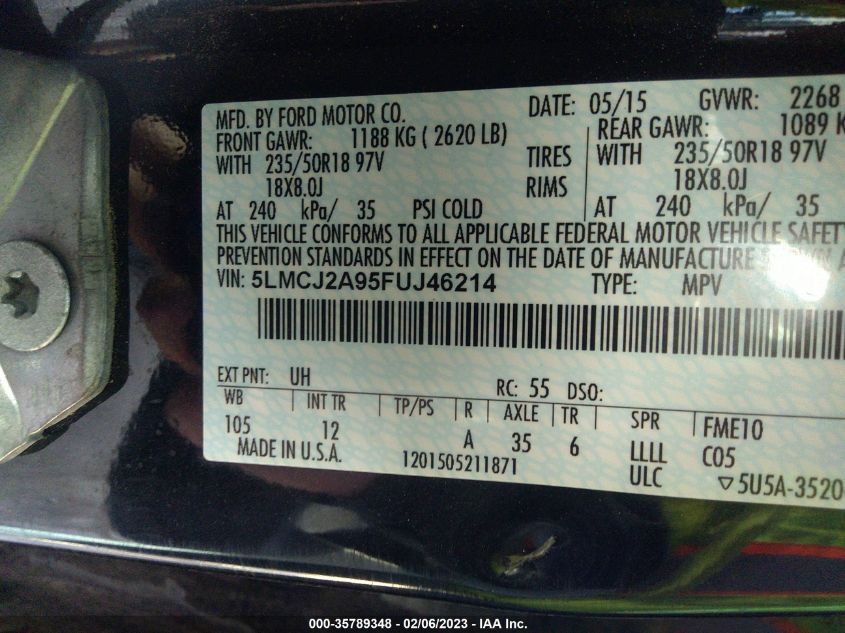 MFD. BY FORD MOTOR CO. DATE: 05/15 GVWR: 2268
FRONT GAWR: 1188 KG ( 2620 LB) REAR GAWR: 1089 K
WITH 235/50R18 97V TIRES WITH 235/50R18 97V
18X8.0J RIMS 18X8.0J
AT 240 kPa/ 35 PSI COLD AT 240 kPa/ 35
THIS VEHICLE CONFORMS TO ALL APPLICABLE FEDERAL MOTOR VEHICLE SAFETY
PREVENTION STANDARDS IN EFFECT ON THE DATE OF MANUFACTURE SHOWN A
VIN: 5LMCJ2A95FUJ46214 TYPE: MPV
EXT PNT: UH RC: 55 DSO:
WB INT TR TP/PS R AXLE TR SPR FME10
105 12 A 35 6 LLLL C05
MADE IN U.S.A. 1201505211871 ULC ▽5U5A-3520
000-35789348 - 02/06/2023 - IAA Inc.